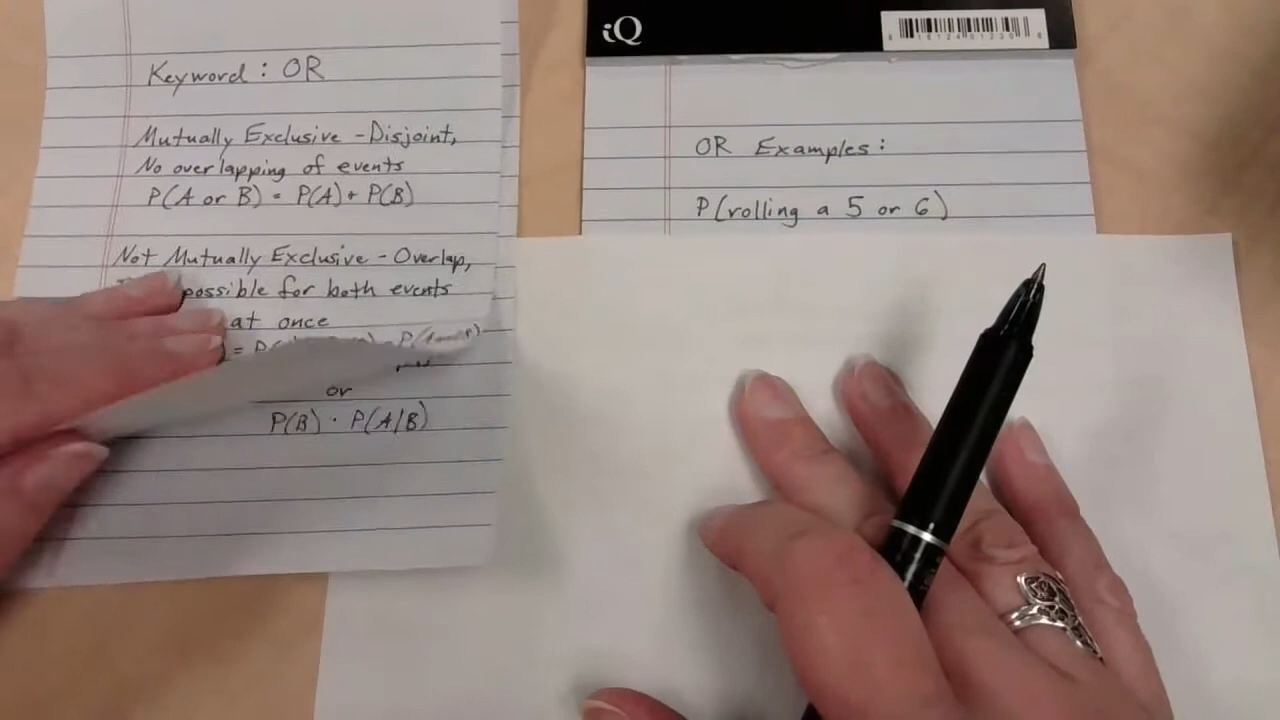 Keyword : OR
Mutually Exclusive - Disjoint,
No overlapping of events
P(A or B) = P(A) + P(B)
Not Mutually Exclusive - Overlap,
possible for both events
at once
or
P(B) · P(A/B)
iQ
OR Examples:
P(rolling a 5 or 6)